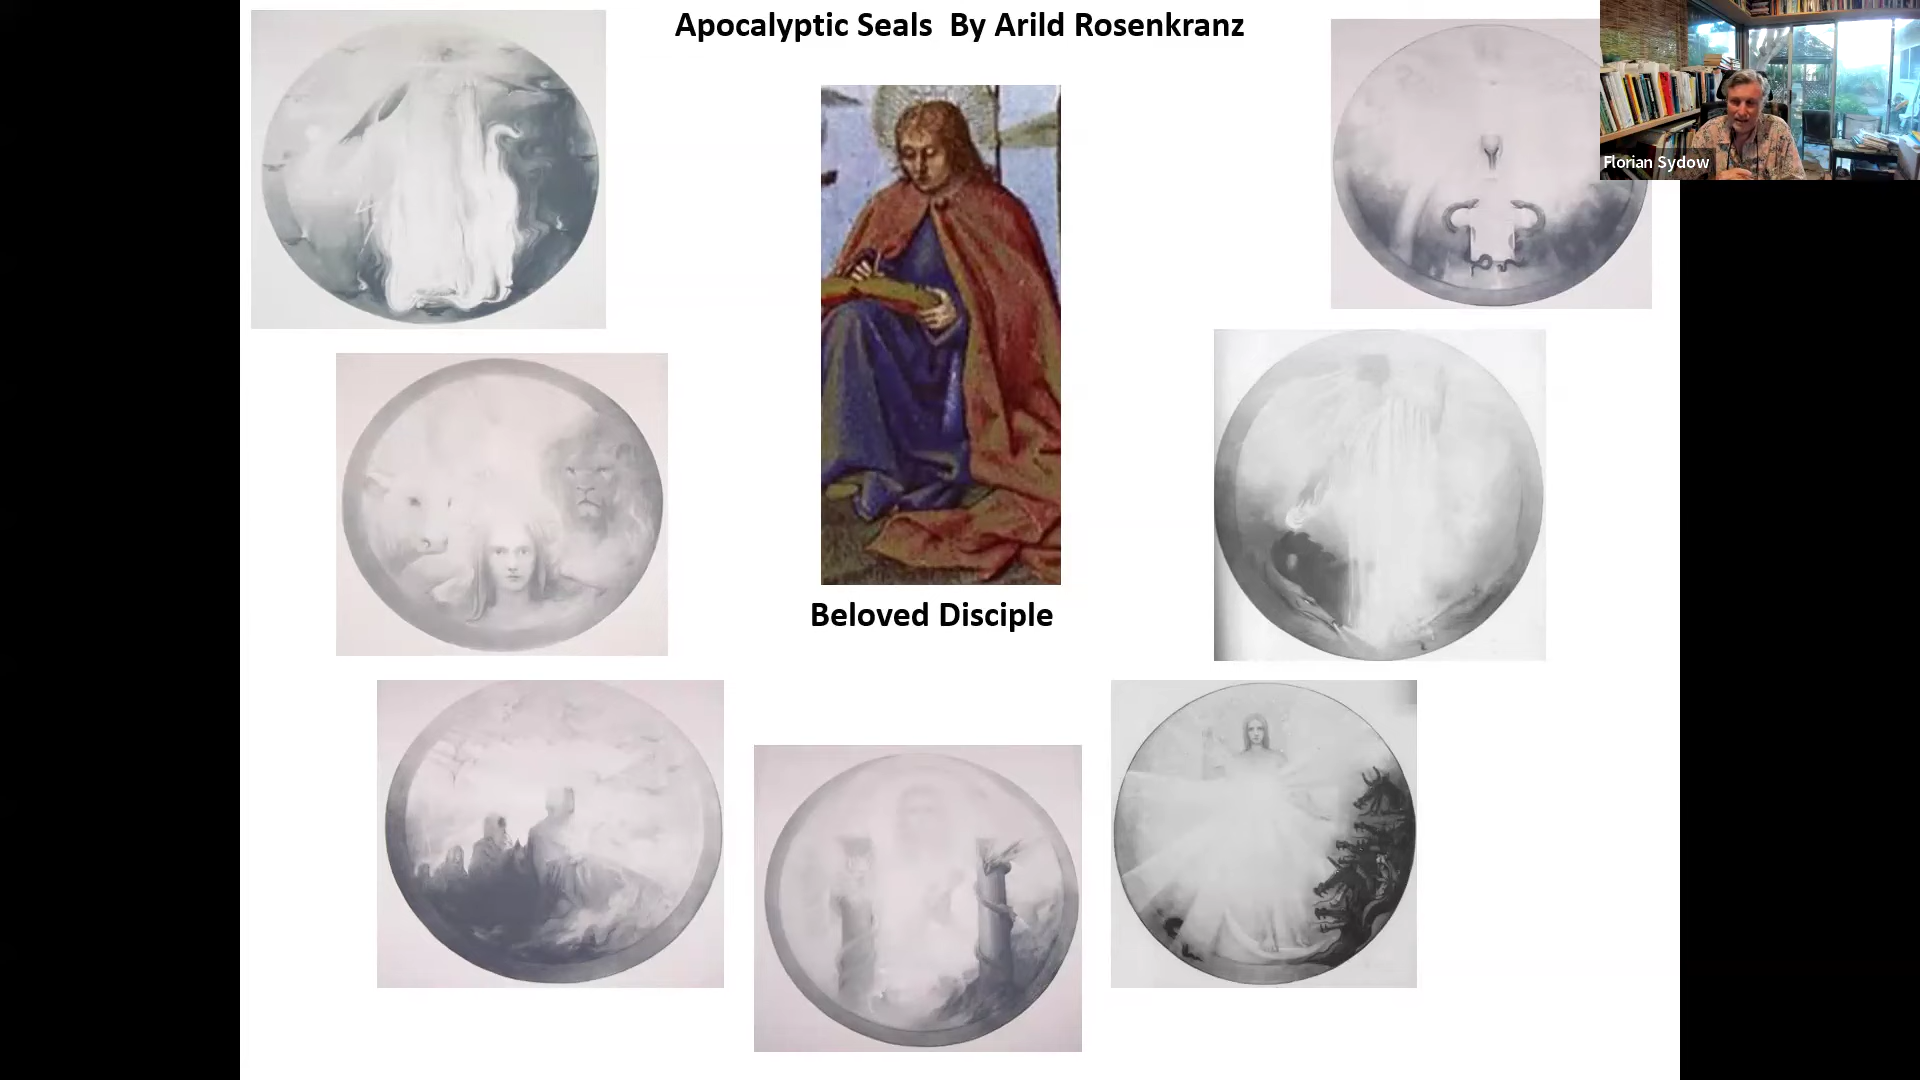 Apocalyptic Seals  By Arild Rosenkranz
Florian Sydow
Beloved Disciple